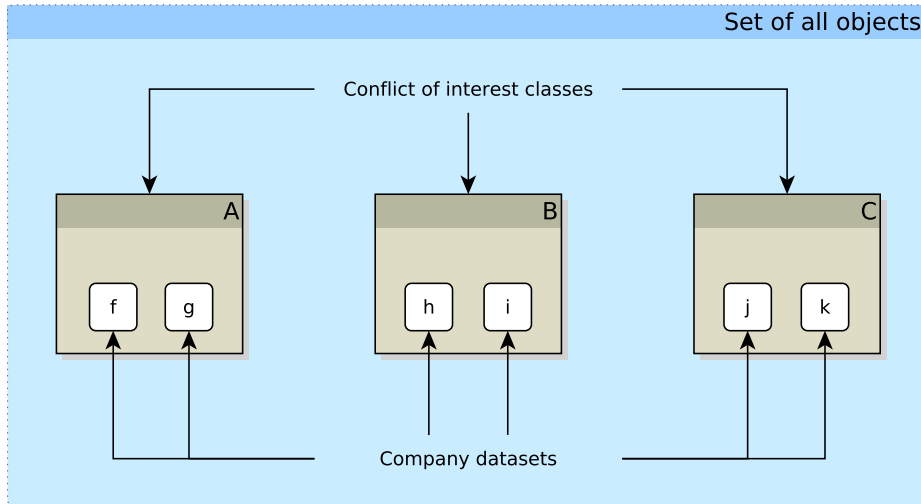 Set of all objects
Conflict of interest classes
A
B
C
f
g
h
i
j
k
Company datasets